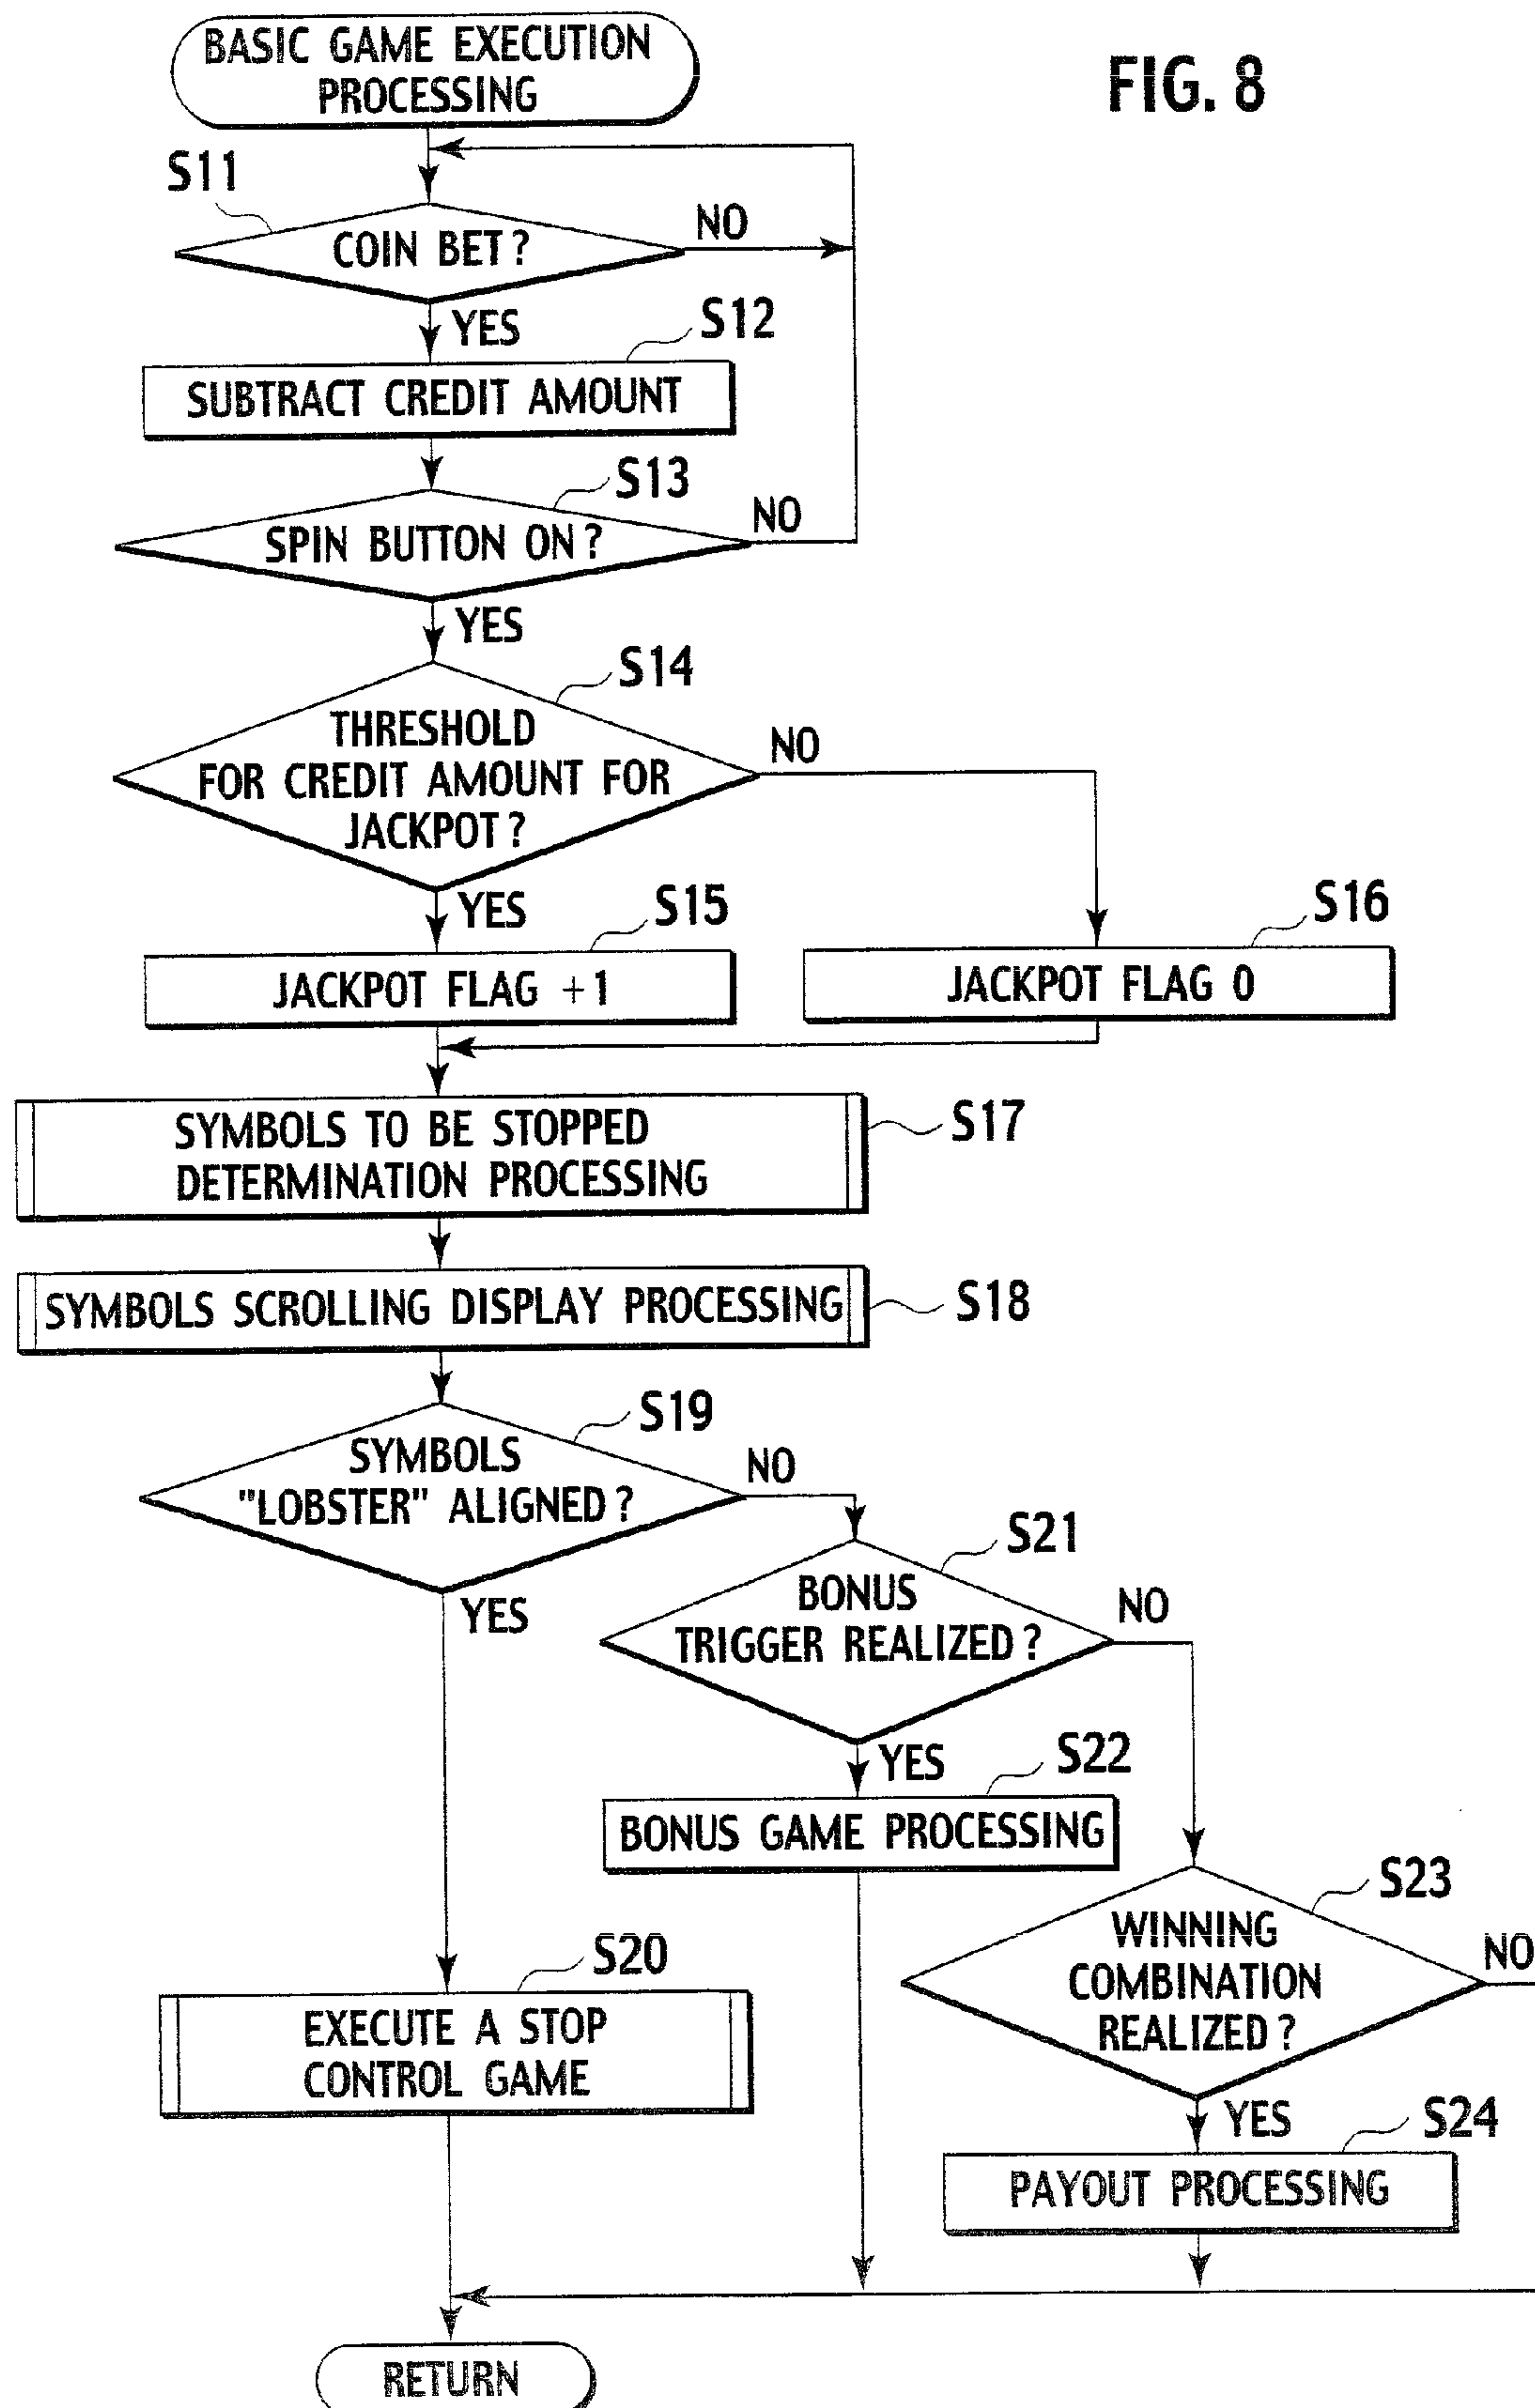 BASIC GAME EXECUTION
PROCESSING
FIG. 8
S11
COIN BET?
NO
YES
S12
SUBTRACT CREDIT AMOUNT
S13
SPIN BUTTON ON?
NO
YES
S14
THRESHOLD
FOR CREDIT AMOUNT FOR
JACKPOT?
NO
YES
S15
JACKPOT FLAG +1
S16
JACKPOT FLAG 0
SYMBOLS TO BE STOPPED
DETERMINATION PROCESSING
S17
SYMBOLS SCROLLING DISPLAY PROCESSING
S18
S19
SYMBOLS
"'LOBSTER" ALIGNED?
NO
YES
S21
BONUS
TRIGGER REALIZED?
NO
YES
S22
BONUS GAME PROCESSING
S23
WINNING
COMBINATION
REALIZED?
NO
YES
S20
EXECUTE A STOP
CONTROL GAME
S24
PAYOUT PROCESSING
RETURN